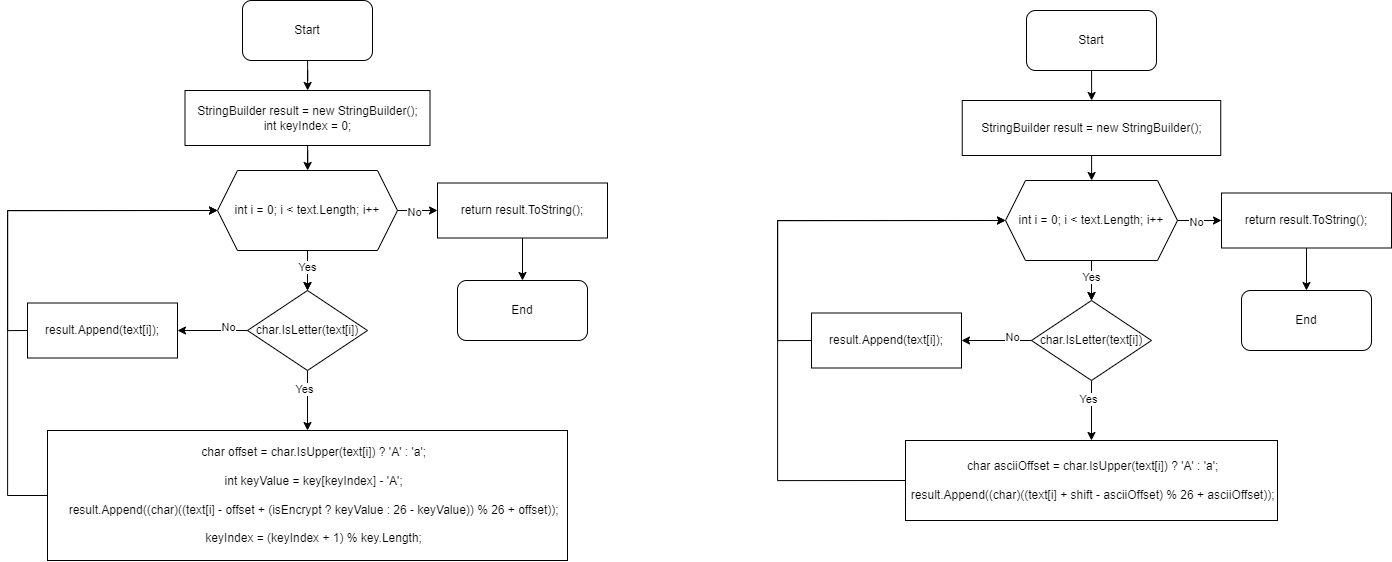 Start
StringBuilder result = new StringBuilder();
int keyIndex = 0;
int i = 0; i < text.Length; i++
No
return result.ToString();
End
Yes
char.IsLetter(text[i])
No
result.Append(text[i]);
Yes
char offset = char.IsUpper(text[i]) ? 'A' : 'a';
int keyValue = key[keyIndex] - 'A';
result.Append((char)((text[i] - offset + (isEncrypt ? keyValue : 26 - keyValue)) % 26 + offset));
keyIndex = (keyIndex + 1) % key.Length;
Start
StringBuilder result = new StringBuilder();
int i = 0; i < text.Length; i++
No
return result.ToString();
End
Yes
char.IsLetter(text[i])
No
result.Append(text[i]);
Yes
char asciiOffset = char.IsUpper(text[i]) ? 'A' : 'a';
result.Append((char)((text[i] + shift - asciiOffset) % 26 + asciiOffset));